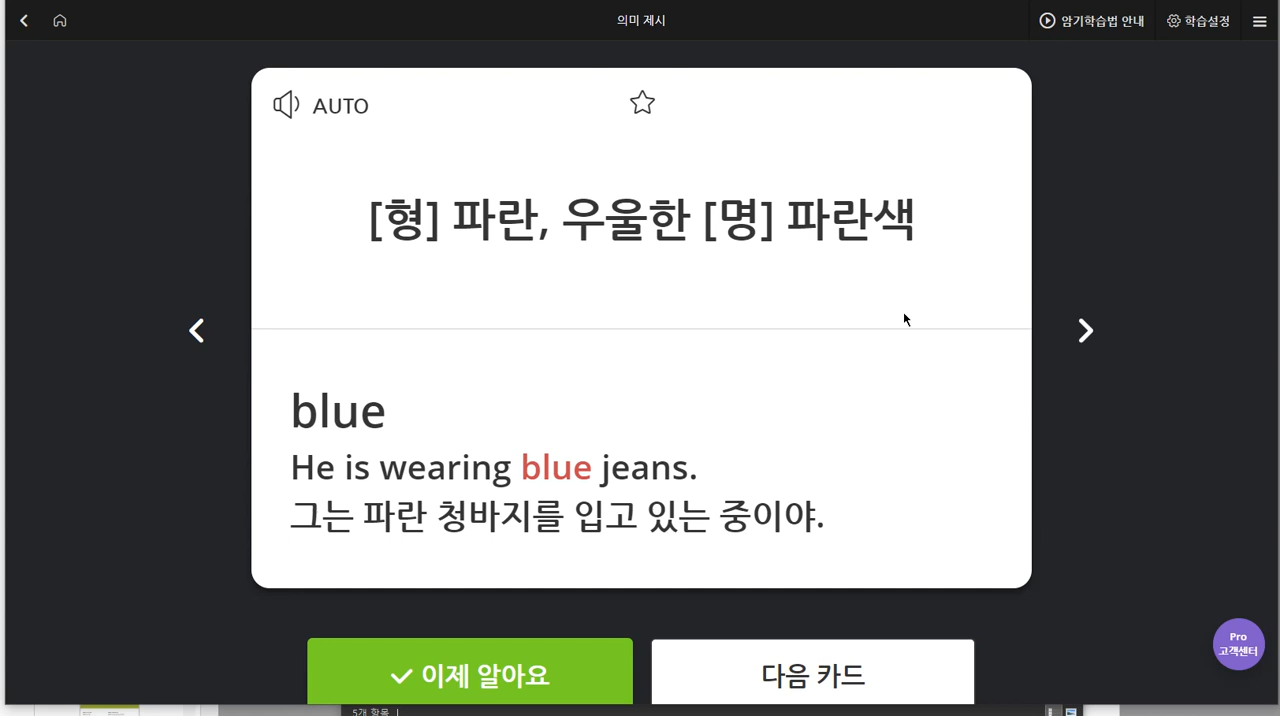 의미 제시
암기학습법 안내
학습설정
AUTO
[형] 파란, 우울한 [명] 파란색
blue
He is wearing blue jeans.
그는 파란 청바지를 입고 있는 중이야.
이제 알아요
다음 카드
Pro
고객센터
5개 항목